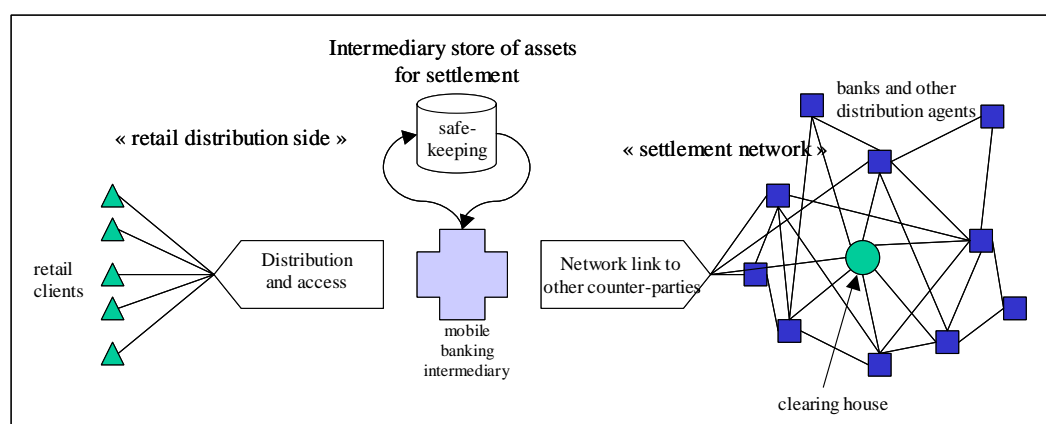 Intermediary store of assets
for settlement
« retail distribution side »
safe-
keeping
banks and other
distribution agents
« settlement network »
retail
clients
Distribution
and access
Network link to
other counter-parties
mobile
banking
intermediary
clearing house